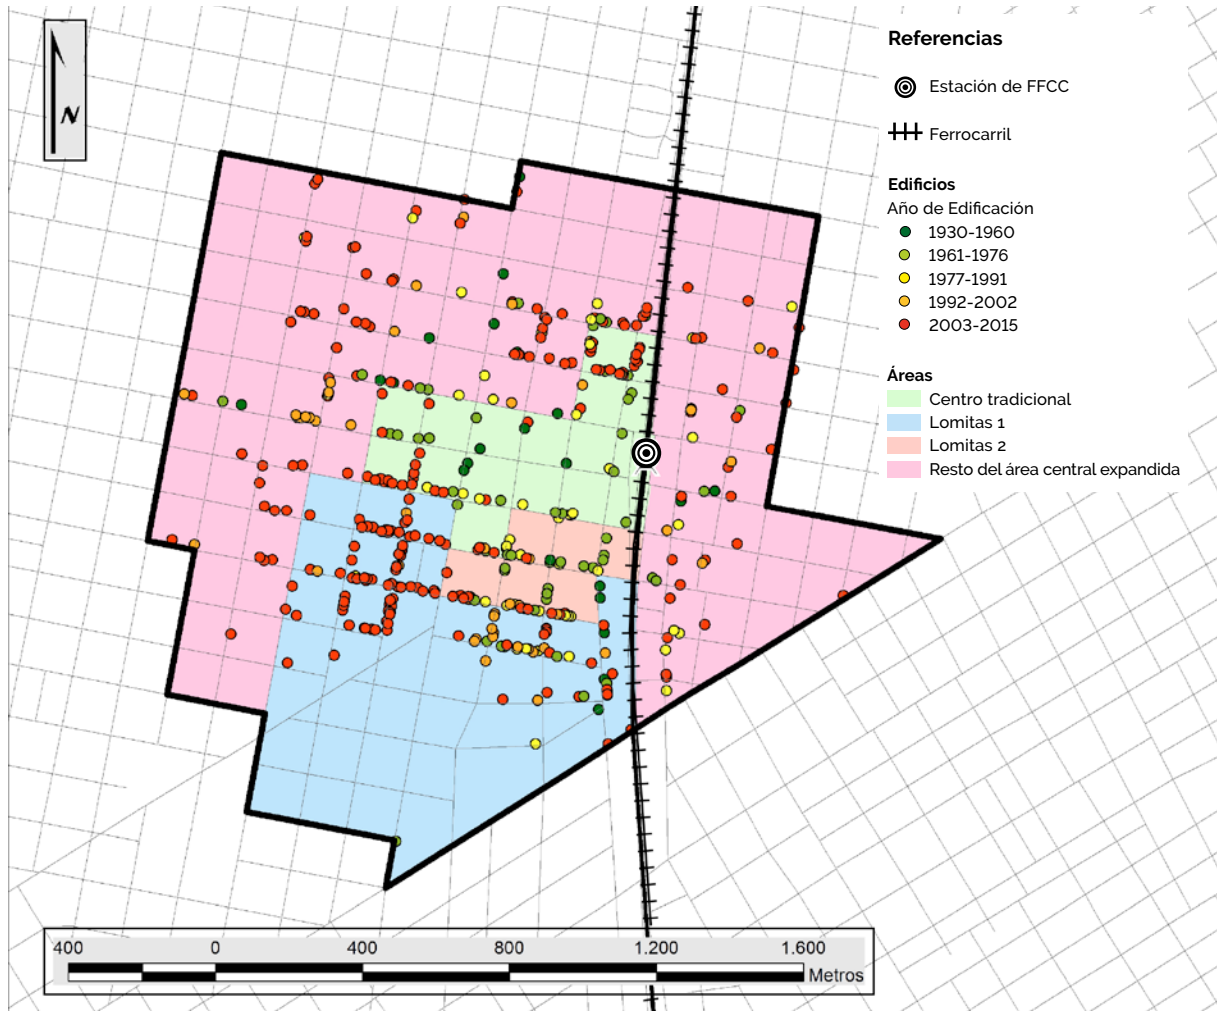 N
Referencias
Estación de FFCC
Ferrocarril
Edificios
Año de Edificación
1930-1960
1961-1976
1977-1991
1992-2002
2003-2015
Áreas
Centro tradicional
Lomitas 1
Lomitas 2
Resto del área central expandida
400 0 400 800 1.200 1.600
Metros